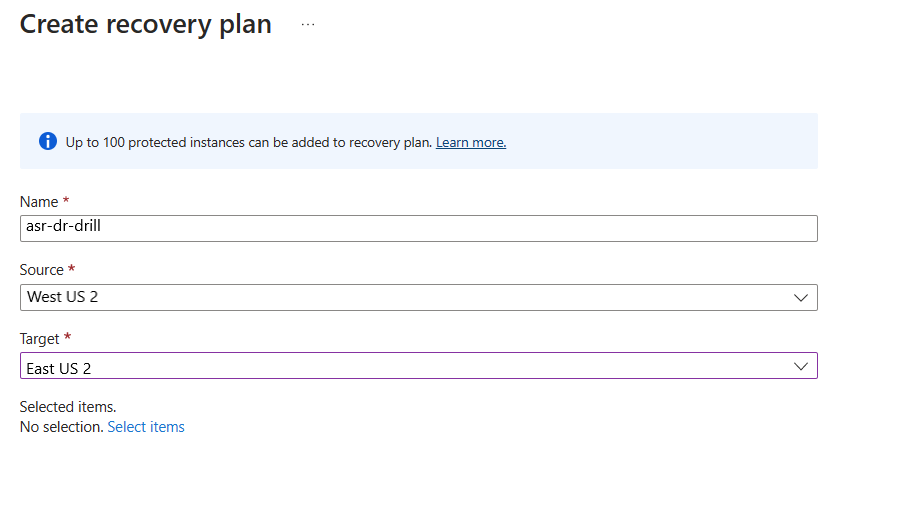 Create recovery plan ...
Up to 100 protected instances can be added to recovery plan. Learn more.
Name *
asr-dr-drill
Source *
West US 2
Target *
East US 2
Selected items.
No selection. Select items